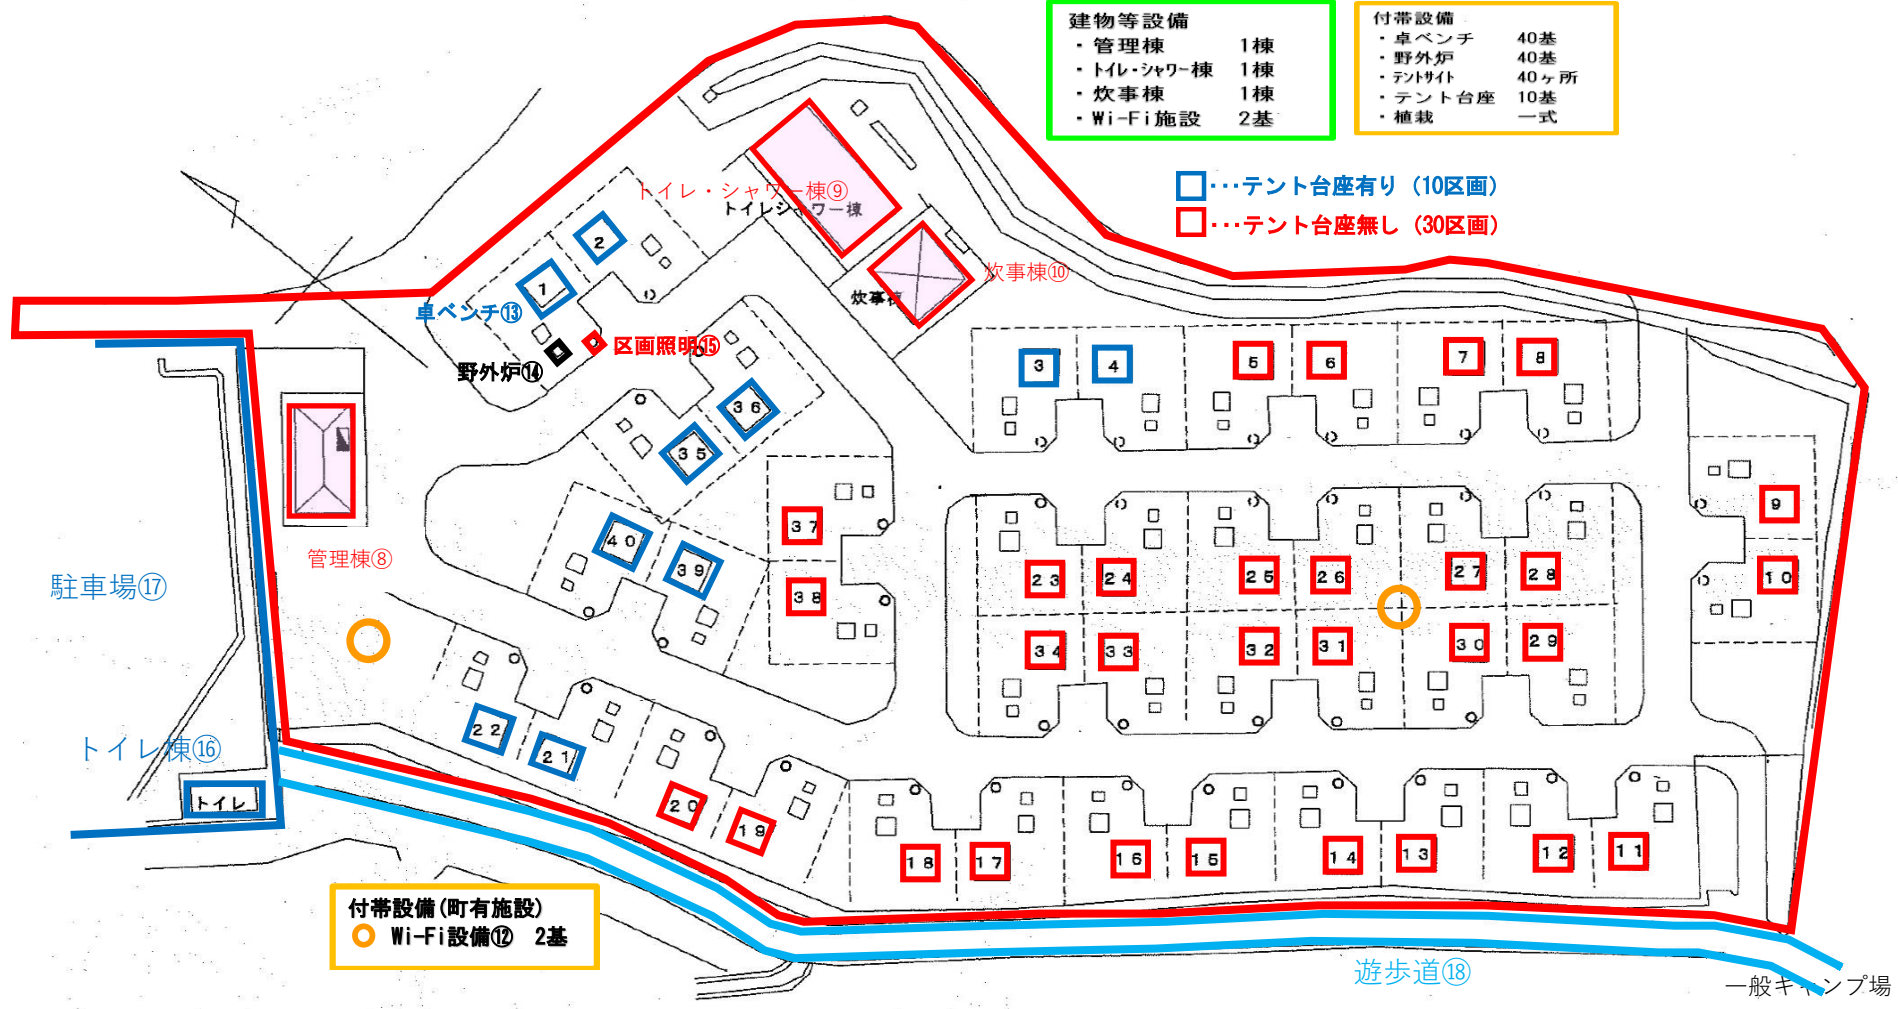 建物等設備
・管理棟 1棟
・トイレ・シャワー棟 1棟
・炊事棟 1棟
・Wi-Fi施設 2基
付帯設備
・卓ベンチ 40基
・野外炉 40基
・テントサイト 40ヶ所
・テント台座 10基
・植栽 一式
□･･･テント台座有り（10区画）
□･･･テント台座無し（30区画）
トイレ・シャワー棟⑨
トイレシャワー棟
炊事棟⑩
炊事棟
2
1
卓ベンチ⑬
区画照明⑮
野外炉⑭
3
4
5
6
7
8
36
35
37
38
40
39
9
10
23
24
25
26
27
28
34
33
32
31
30
29
管理棟⑧
駐車場⑰
トイレ棟⑯
トイレ
22
21
20
19
18
17
16
15
14
13
12
11
付帯設備(町有施設)
Wi-Fi設備⑫ 2基
遊歩道⑱
一般キャンプ場